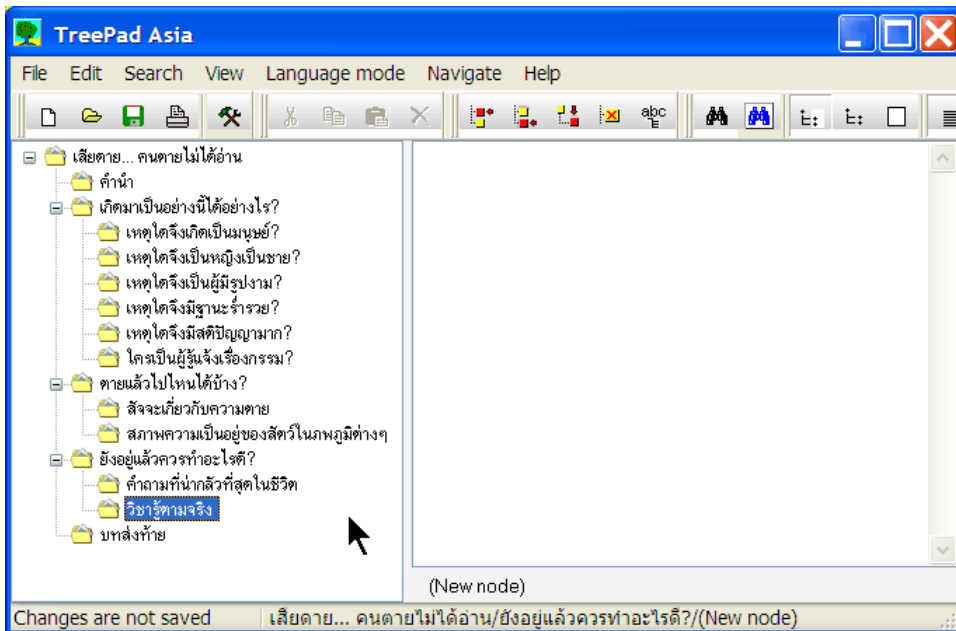 TreePad Asia
File Edit Search View Language mode Navigate Help
abc
เสียดาย... คนตายไม่ได้อ่าน
คำนำ
เกิดมาเป็นอย่างนี้ได้อย่างไร?
เหตุใดจึงเกิดเป็นมนุษย์?
เหตุใดจึงเป็นหญิงเป็นชาย?
เหตุใดจึงเป็นผู้มีรูปงาม?
เหตุใดจึงมีฐานะร่ำรวย?
เหตุใดจึงมีสติปัญญามาก?
ใครเป็นผู้รู้แจ้งเรื่องกรรม?
ตายแล้วไปไหนได้บ้าง?
สัจจะเกี่ยวกับความตาย
สภาพความเป็นอยู่ของสัตว์ในภพภูมิต่างๆ
ยังอยู่แล้วควรทำอะไรดี?
คำถามที่น่ากลัวที่สุดในชีวิต
วิชารู้ตามจริง
บทส่งท้าย
(New node)
Changes are not saved เสียดาย... คนตายไม่ได้อ่าน/ยังอยู่แล้วควรทำอะไรดี?/(New node)